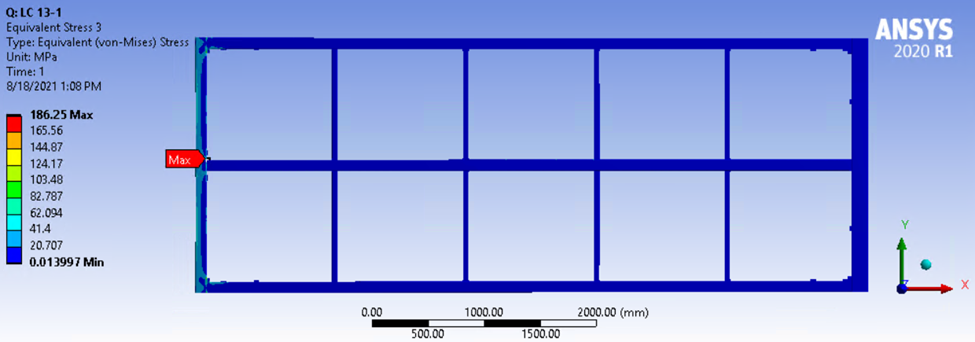 Q: LC 13-1
Equivalent Stress 3
Type: Equivalent (von-Mises) Stress
Unit: MPa
Time: 1
8/18/2021 1:08 PM
186.25 Max
165.56
144.87
124.17
103.48
82.787
62.094
41.4
20.707
0.013997 Min
Max
ANSYS
2020 R1
Y
X
0.00 1000.00 2000.00 (mm)
500.00 1500.00